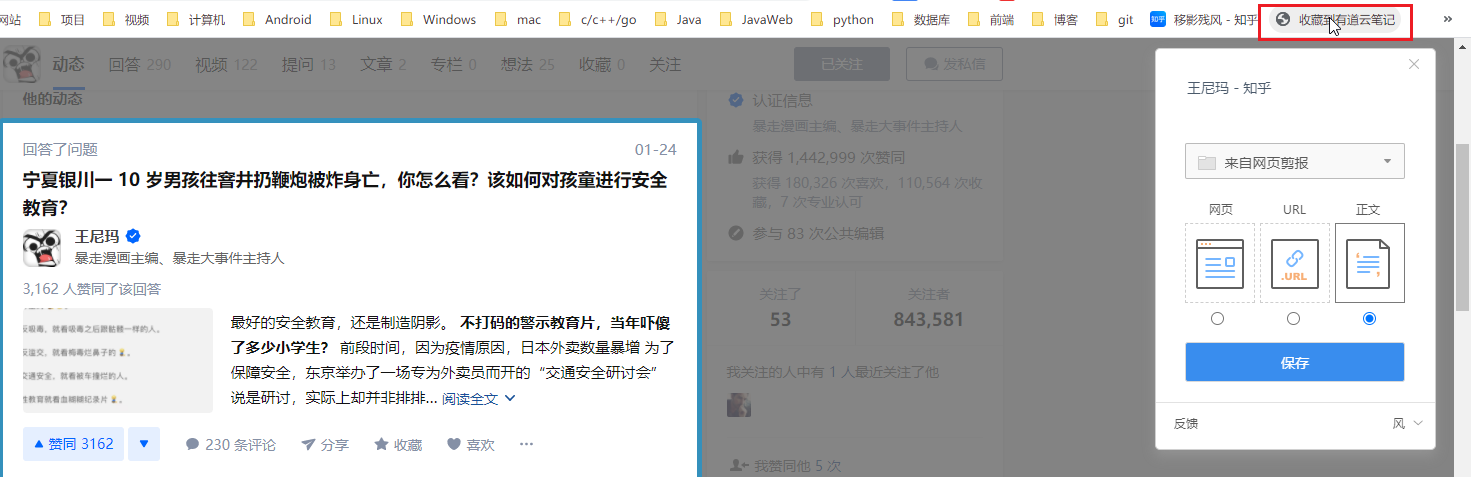 网站 项目 视频 计算机 Android Linux Windows mac c/c++/go Java JavaWeb python 数据库 前端 博客 git 知乎 移影残风 - 知乎 收藏到有道云笔记 »
动态 回答 290 视频 122 提问 13 文章 2 专栏 0 想法 25 收藏 0 关注 已关注 发私信
他的动态
回答了问题 01-24
宁夏银川一 10 岁男孩往窨井扔鞭炮被炸身亡，你怎么看？该如何对孩童进行安全
教育？
王尼玛
暴走漫画主编、暴走大事件主持人
3,162 人赞同了该回答
反吸毒，就看吸毒之后跟骷髅一样的人。
反滥交，就看梅毒烂鼻子的
交通安全，就看被车撞烂的人。
性教育就看血糊糊纪录片
最好的安全教育，还是制造阴影。 不打码的警示教育片，当年吓傻
了多少小学生？ 前段时间，因为疫情原因，日本外卖数量暴增 为了
保障安全，东京举办了一场专为外卖员而开的“交通安全研讨会”
说是研讨，实际上却并非排排... 阅读全文
赞同 3162 230 条评论 分享 收藏 喜欢 ···
认证信息
暴走漫画主编、暴走大事件主持人
获得 1,442,999 次赞同
获得 180,326 次喜欢，110,564 次收
藏，7 次专业认可
参与 83 次公共编辑
关注了 关注者
53 843,581
我关注的人中有 1 人最近关注了他
我赞同他 5 次
王尼玛 - 知乎
来自网页剪报
网页 URL 正文
.URL
保存
反馈 风